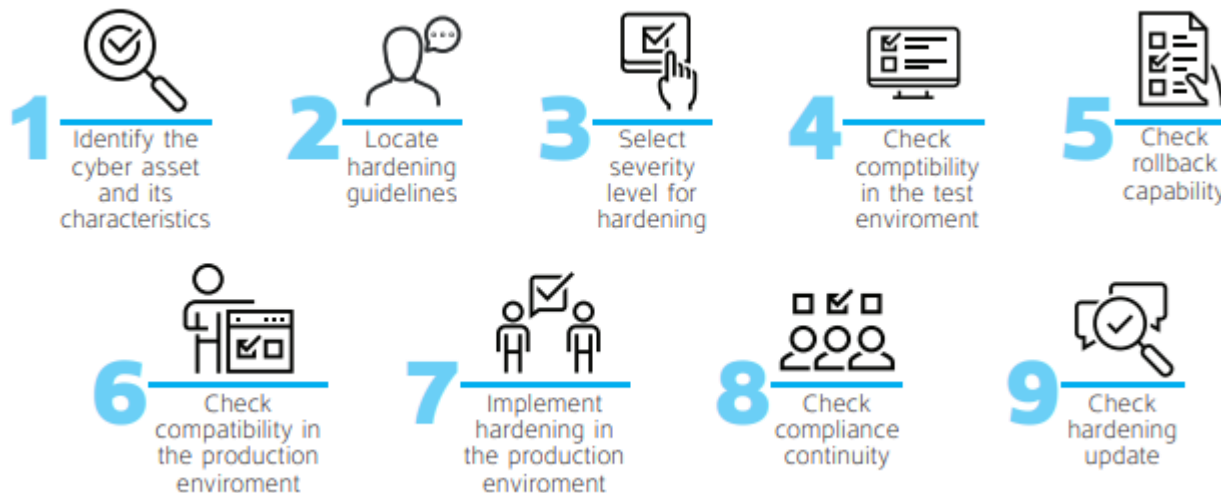 1
Identify the
cyber asset
and its
characteristics
2
Locate
hardening
guidelines
3
Select
severity
level for
hardening
4
Check
comptibility
in the test
enviroment
5
Check
rollback
capability
6
Check
compatibility in
the production
enviroment
7
Implement
hardening in
the production
enviroment
8
Check
compliance
continuity
9
Check
hardening
update